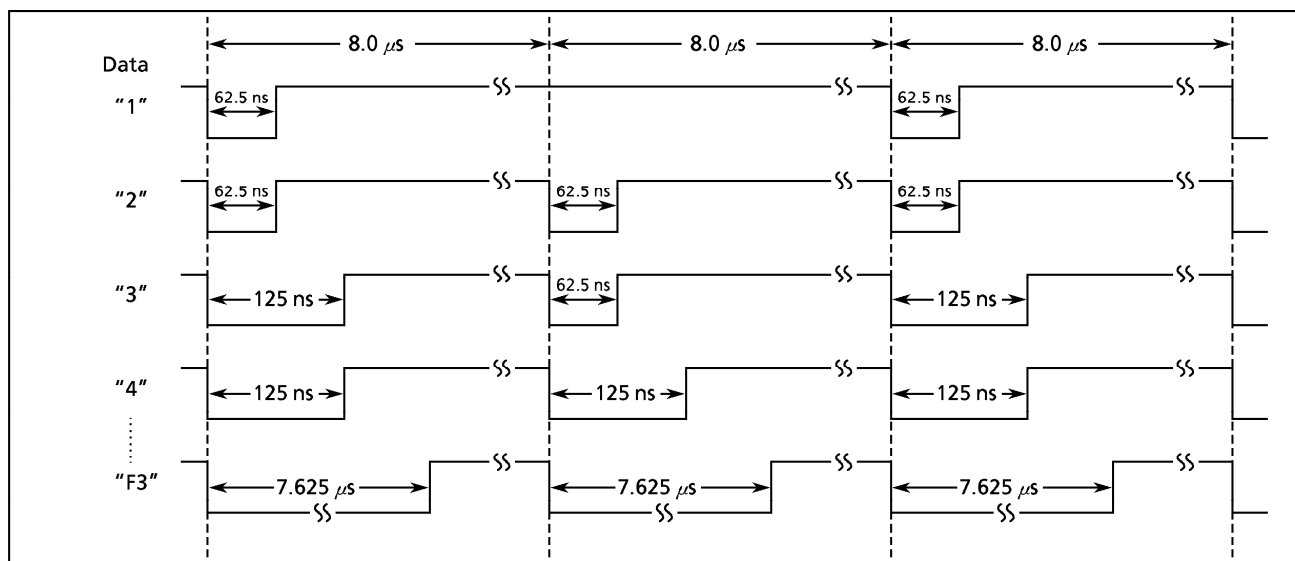 8.0 μs 8.0 μs 8.0 μs
Data
"1" 62.5 ns 62.5 ns
"2" 62.5 ns 62.5 ns 62.5 ns
"3" 125 ns 62.5 ns 125 ns
"4" 125 ns 125 ns 125 ns
"F3" 7.625 μs 7.625 μs 7.625 μs